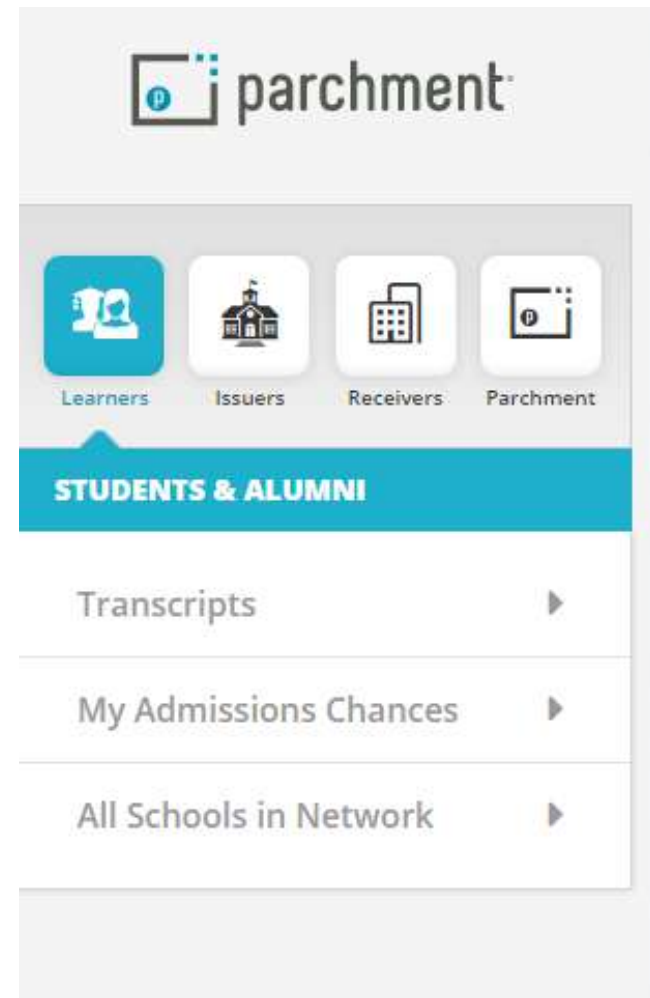 parchment
Learners Issuers Receivers Parchment
STUDENTS & ALUMNI
Transcripts
My Admissions Chances
All Schools in Network